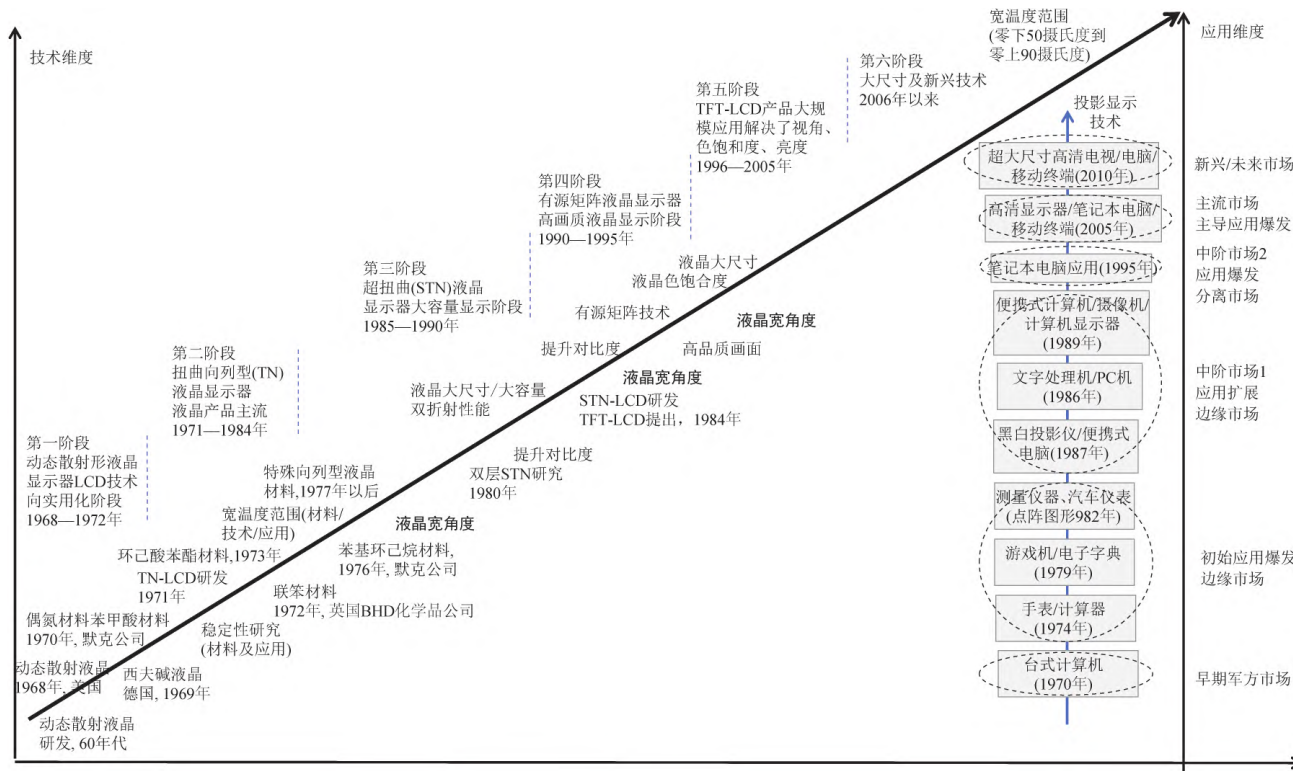 技术维度
第一阶段
动态散射形液晶
显示器LCD技术
向实用化阶段
1968—1972年
第二阶段
扭曲向列型(TN)
液晶显示器
液晶产品主流
1971—1984年
第三阶段
超扭曲(STN)液晶
显示器大容量显示阶段
1985—1990年
第四阶段
有源矩阵液晶显示器
高画质液晶显示阶段
1990—1995年
第五阶段
TFT-LCD产品大规
模应用解决了视角、
色饱和度、亮度
1996—2005年
第六阶段
大尺寸及新兴技术
2006年以来
宽温度范围
(零下50摄氏度到
零上90摄氏度)
液晶大尺寸
液晶色饱合度
有源矩阵技术
液晶宽角度
提升对比度
高品质画面
液晶大尺寸/大容量
双折射性能
液晶宽角度
STN-LCD研发
TFT-LCD提出，1984年
特殊向列型液晶
材料,1977年以后
提升对比度
双层STN研究
1980年
宽温度范围(材料/
技术/应用)
液晶宽角度
环己酸苯酯材料,1973年
苯基环己烷材料,
1976年, 默克公司
TN-LCD研发
1971年
联笨材料
1972年, 英国BHD化学品公司
偶氮材料苯甲酸材料
1970年, 默克公司
稳定性研究
(材料及应用)
动态散射液晶
1968年, 美国
西夫碱液晶
德国, 1969年
动态散射液晶
研发, 60年代
应用维度
投影显示
技术
超大尺寸高清电视/电脑/
移动终端(2010年)
新兴/未来市场
高清显示器/笔记本电脑/
移动终端(2005年)
主流市场
主导应用爆发
笔记本电脑应用(1995年)
中阶市场2
应用爆发
分离市场
便携式计算机/摄像机/
计算机显示器
(1989年)
文字处理机/PC机
(1986年)
中阶市场1
应用扩展
边缘市场
黑白投影仪/便携式
电脑(1987年)
测量仪器、汽车仪表
(点阵图形982年)
游戏机/电子字典
(1979年)
初始应用爆发
边缘市场
手表/计算器
(1974年)
台式计算机
(1970年)
早期军方市场